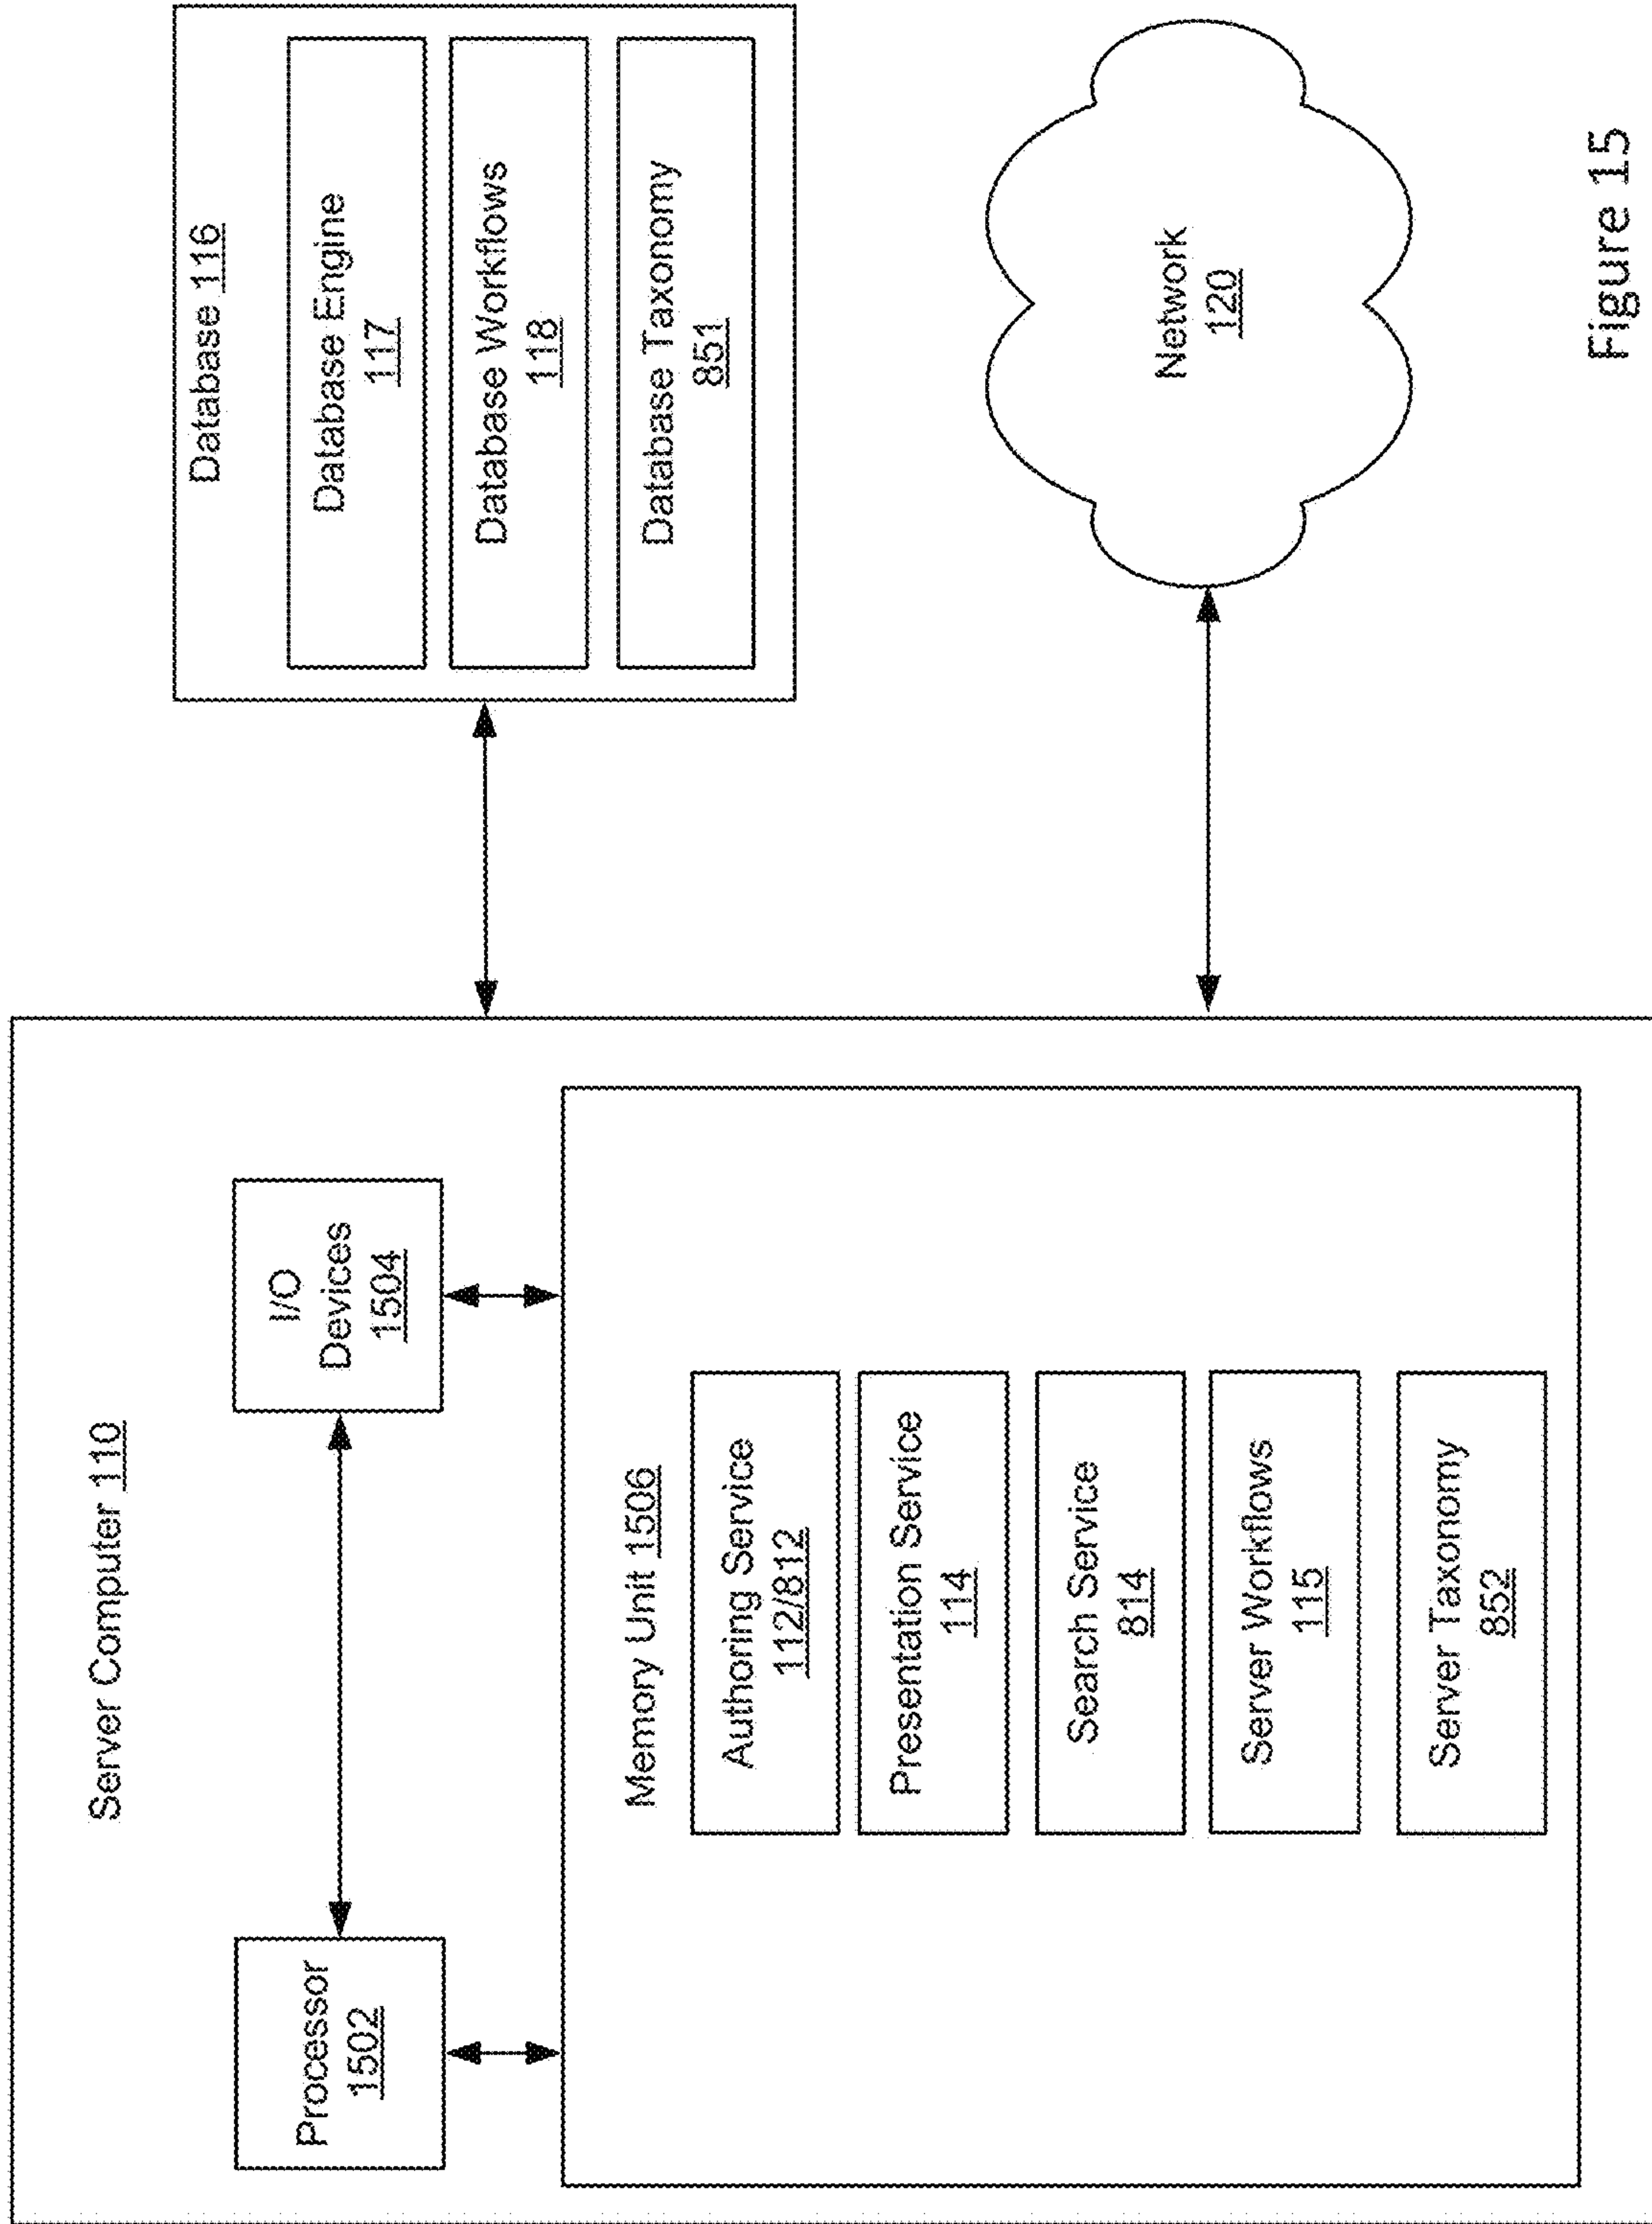 Server Computer 110
Processor
1502
I/O
Devices
1504
Memory Unit 1506
Authoring Service
112/812
Presentation Service
114
Search Service
814
Server Workflows
115
Server Taxonomy
852
Database 116
Database Engine
117
Database Workflows
118
Database Taxonomy
851
Network
120
Figure 15